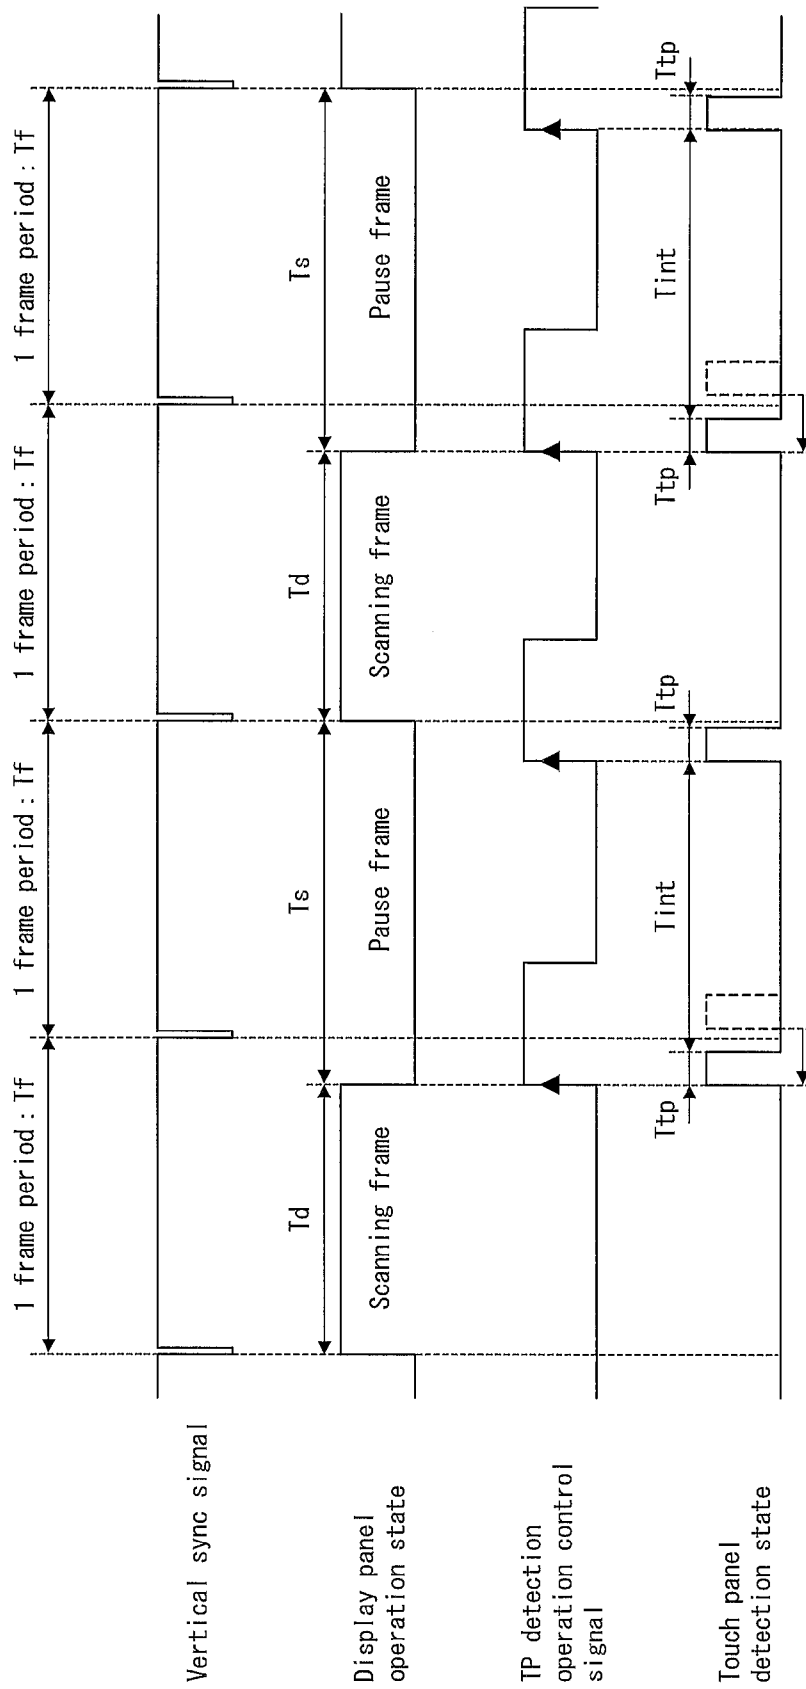 1 frame period : Tf
1 frame period : Tf
1 frame period : Tf
1 frame period : Tf
Vertical sync signal
Td
Ts
Td
Ts
Display panel
operation state
Scanning frame
Pause frame
Scanning frame
Pause frame
TP detection
operation control
signal
Ttp
Tint
Ttp
Ttp
Tint
Ttp
Touch panel
detection state